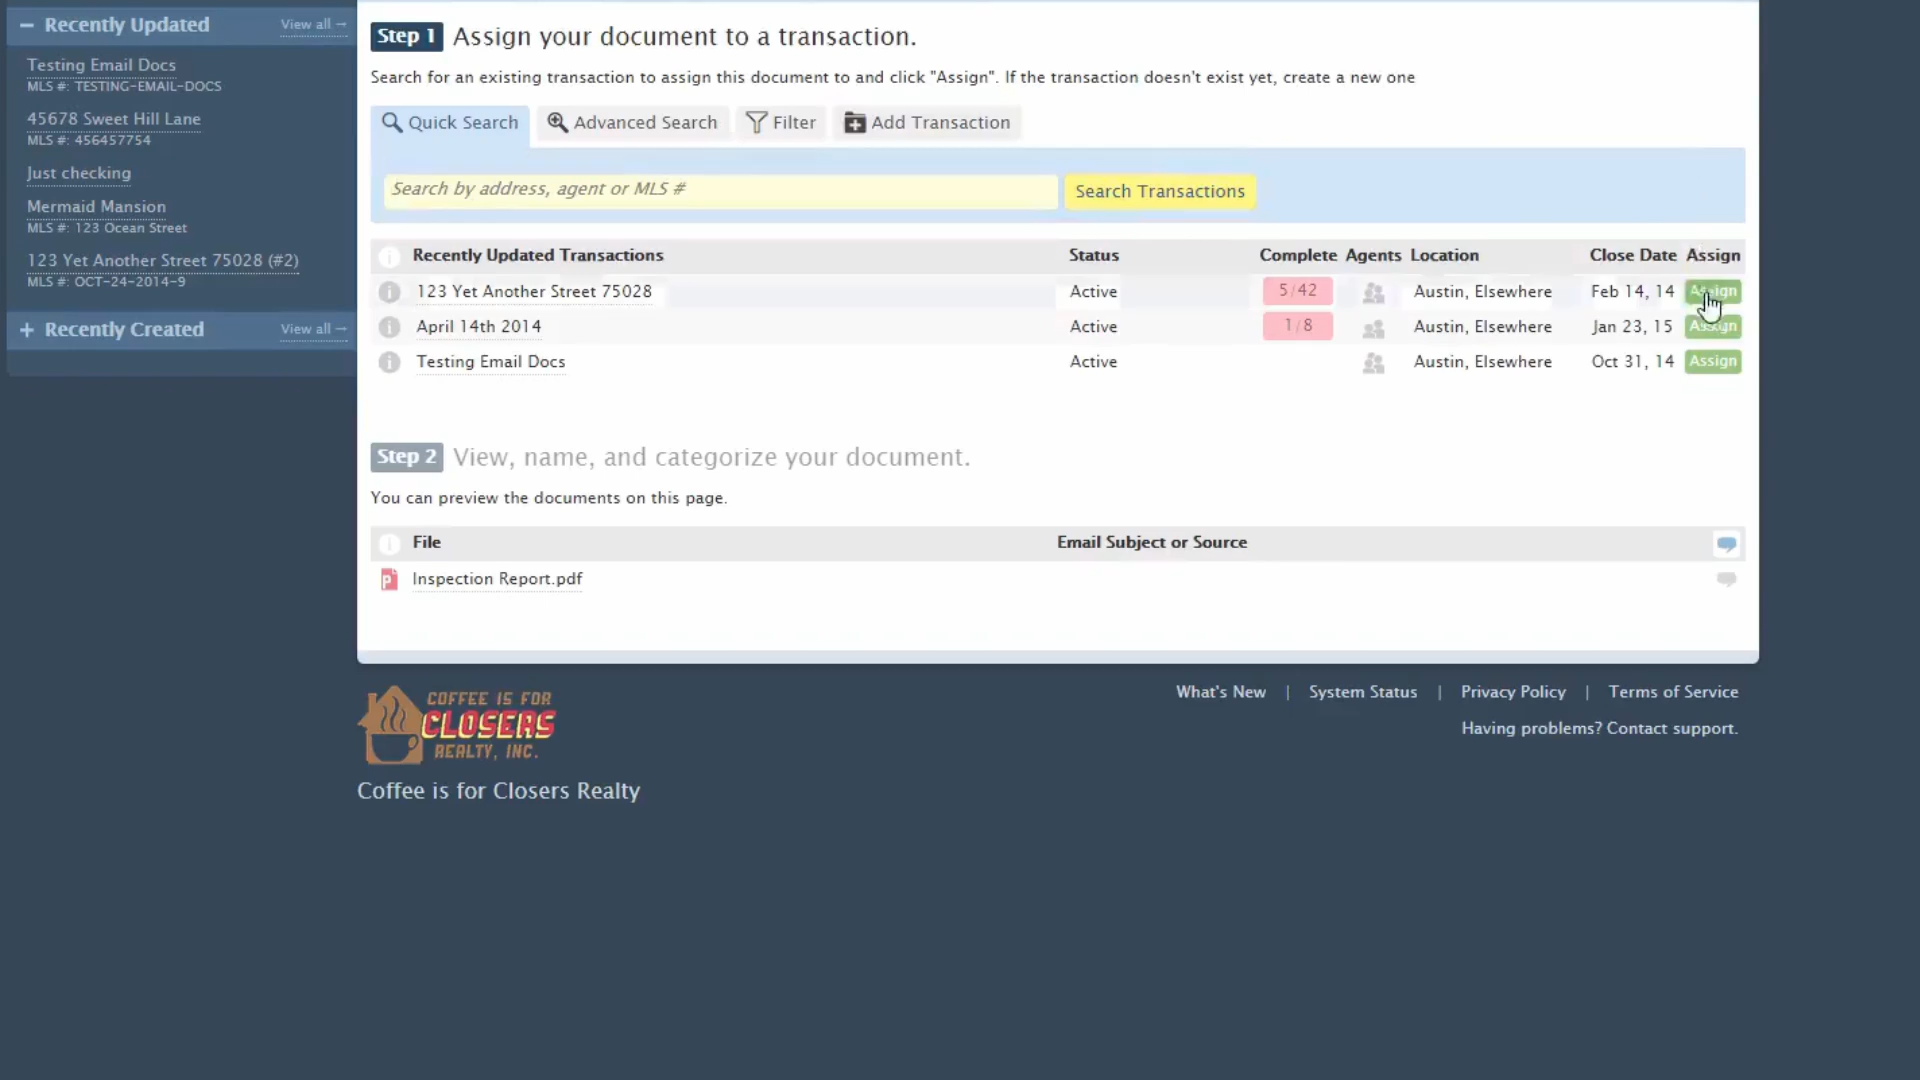 − Recently Updated View all →
Testing Email Docs
MLS #: TESTING-EMAIL-DOCS
45678 Sweet Hill Lane
MLS #: 456457754
Just checking
Mermaid Mansion
MLS #: 123 Ocean Street
123 Yet Another Street 75028 (#2)
MLS #: OCT-24-2014-9
+ Recently Created View all →
Step 1 Assign your document to a transaction.
Search for an existing transaction to assign this document to and click "Assign". If the transaction doesn't exist yet, create a new one
Quick Search Advanced Search Filter Add Transaction
Search by address, agent or MLS # Search Transactions
Recently Updated Transactions Status Complete Agents Location Close Date Assign
123 Yet Another Street 75028 Active 5/42 Austin, Elsewhere Feb 14, 14 Assign
April 14th 2014 Active 1/8 Austin, Elsewhere Jan 23, 15 Assign
Testing Email Docs Active Austin, Elsewhere Oct 31, 14 Assign
Step 2 View, name, and categorize your document.
You can preview the documents on this page.
File Email Subject or Source
Inspection Report.pdf
COFFEE IS FOR
CLOSERS
REALTY, INC.
Coffee is for Closers Realty
What's New | System Status | Privacy Policy | Terms of Service
Having problems? Contact support.